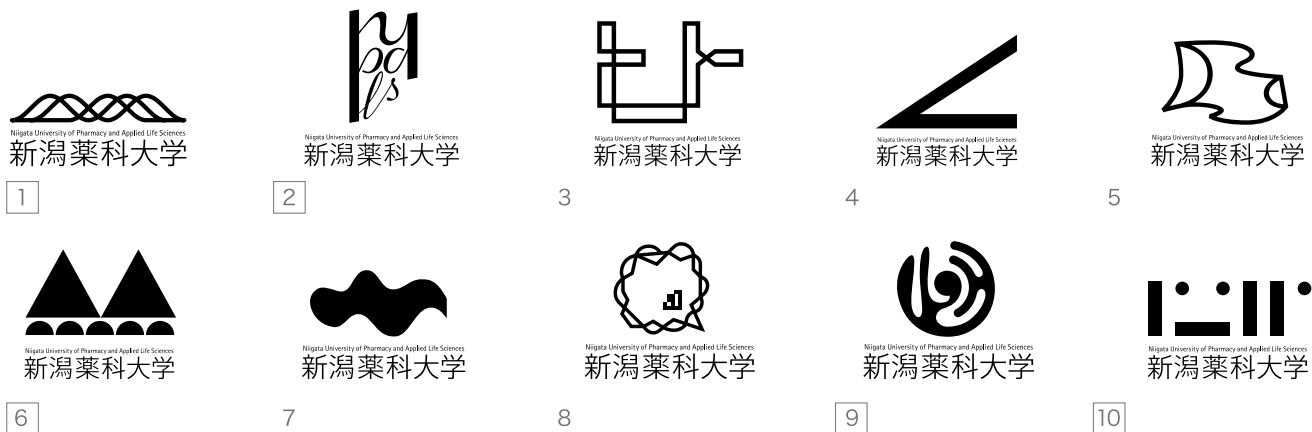 Niigata University of Pharmacy and Applied Life Sciences
新潟薬科大学
1
nupals
Niigata University of Pharmacy and Applied Life Sciences
新潟薬科大学
2
Niigata University of Pharmacy and Applied Life Sciences
新潟薬科大学
3
Niigata University of Pharmacy and Applied Life Sciences
新潟薬科大学
4
Niigata University of Pharmacy and Applied Life Sciences
新潟薬科大学
5
Niigata University of Pharmacy and Applied Life Sciences
新潟薬科大学
6
Niigata University of Pharmacy and Applied Life Sciences
新潟薬科大学
7
Niigata University of Pharmacy and Applied Life Sciences
新潟薬科大学
8
Niigata University of Pharmacy and Applied Life Sciences
新潟薬科大学
9
Niigata University of Pharmacy and Applied Life Sciences
新潟薬科大学
10